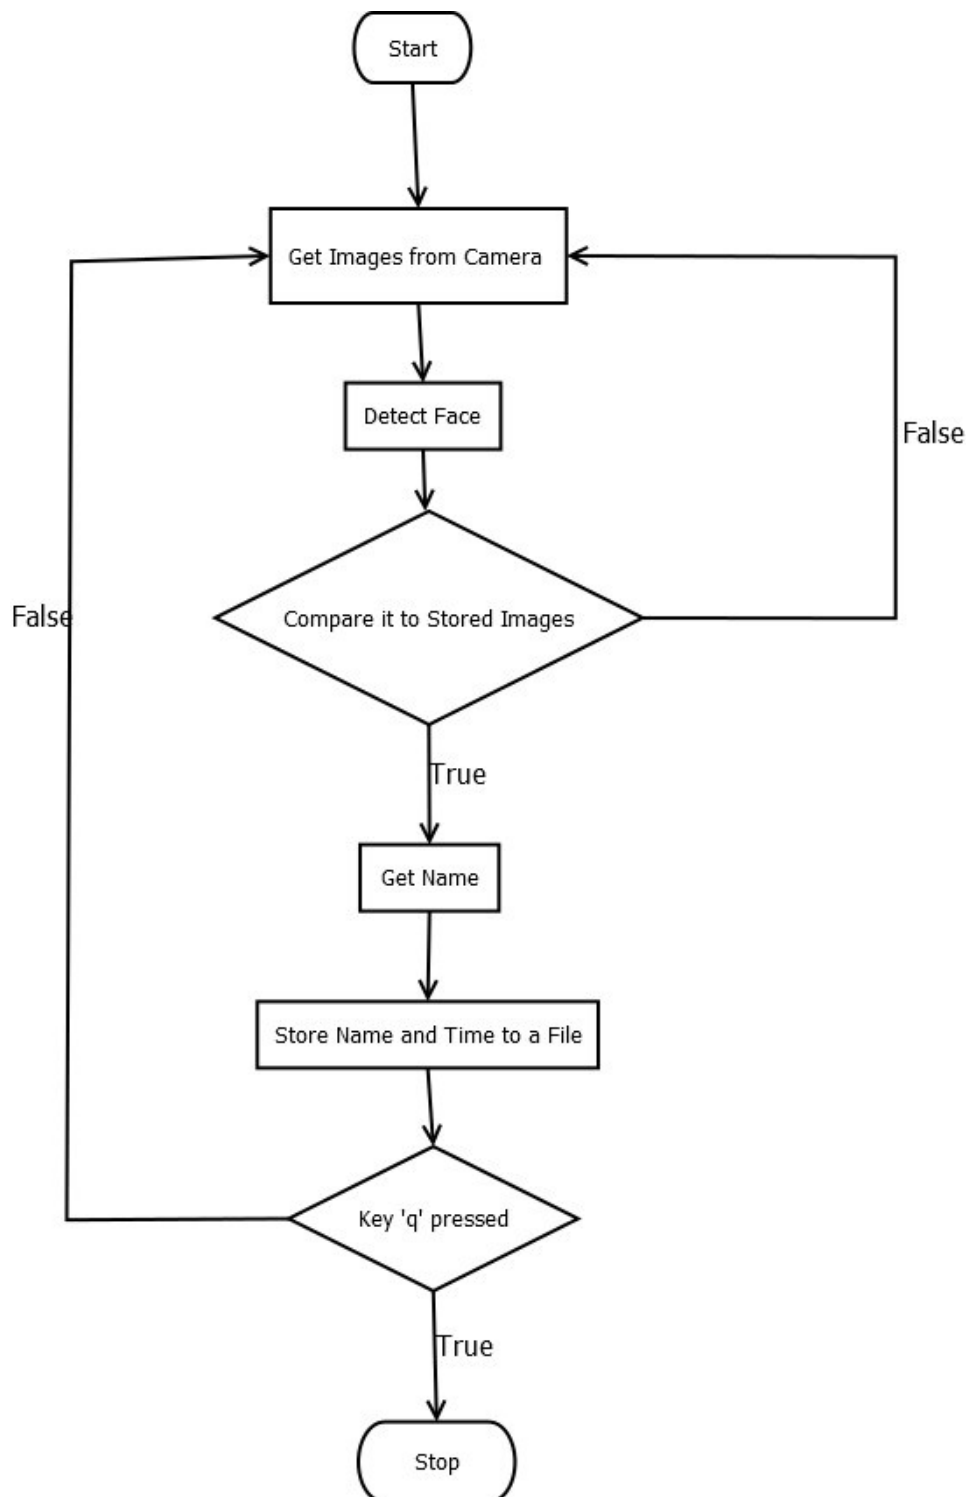 Start
Get Images from Camera
Detect Face
False
Compare it to Stored Images
False
True
Get Name
Store Name and Time to a File
Key 'q' pressed
True
Stop